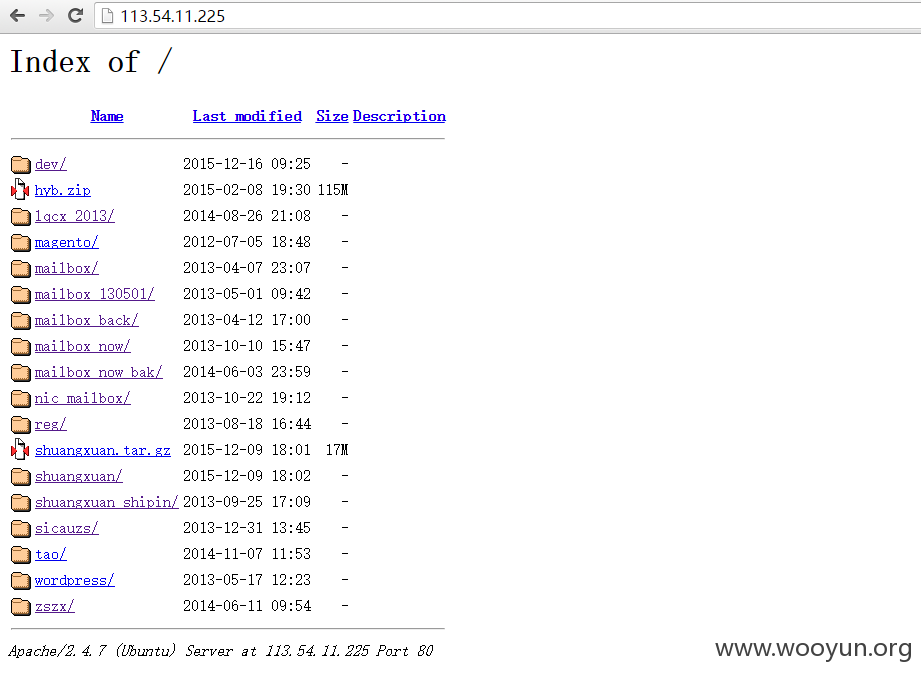 113.54.11.225
Index of /
Name Last modified Size Description
dev/ 2015-12-16 09:25 -
hyb.zip 2015-02-08 19:30 115M
lqcx_2013/ 2014-08-26 21:08 -
magento/ 2012-07-05 18:48 -
mailbox/ 2013-04-07 23:07 -
mailbox_130501/ 2013-05-01 09:42 -
mailbox_back/ 2013-04-12 17:00 -
mailbox_now/ 2013-10-10 15:47 -
mailbox_now_bak/ 2014-06-03 23:59 -
nic_mailbox/ 2013-10-22 19:12 -
reg/ 2013-08-18 16:44 -
shuangxuan.tar.gz 2015-12-09 18:01 17M
shuangxuan/ 2015-12-09 18:02 -
shuangxuan_shipin/ 2013-09-25 17:09 -
sicauzs/ 2013-12-31 13:45 -
tao/ 2014-11-07 11:53 -
wordpress/ 2013-05-17 12:23 -
zszx/ 2014-06-11 09:54 -
Apache/2.4.7 (Ubuntu) Server at 113.54.11.225 Port 80
www.wooyun.org